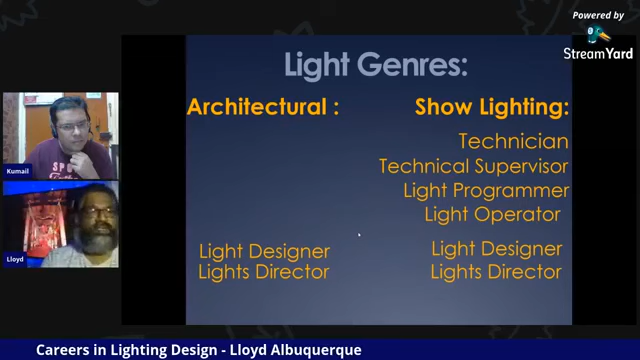 Powered by
StreamYard
Light Genres:
Architectural :
Show Lighting:
Technician
Technical Supervisor
Light Programmer
Light Operator
Light Designer
Lights Director
Light Designer
Lights Director
Kumail
SPO
Lloyd
Careers in Lighting Design - Lloyd Albuquerque